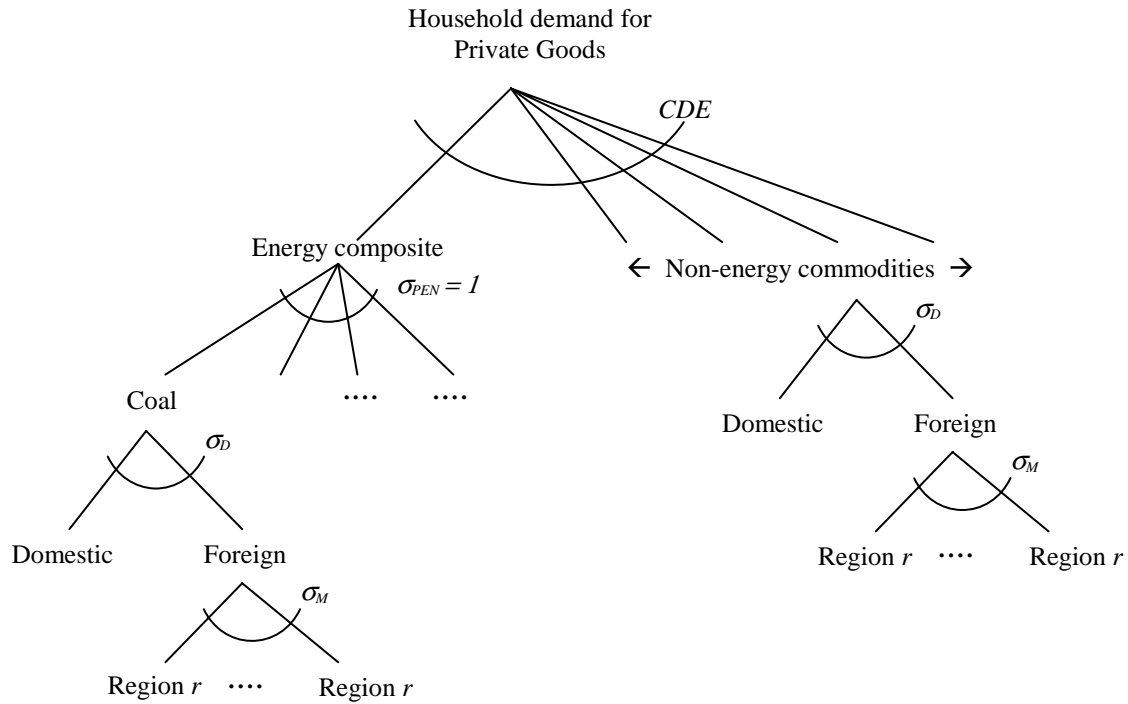 Household demand for
Private Goods
CDE
Energy composite
σPEN = 1
← Non-energy commodities →
σD
Coal
....
....
Domestic
Foreign
σD
σM
Domestic
Foreign
Region r
....
Region r
σM
Region r
....
Region r